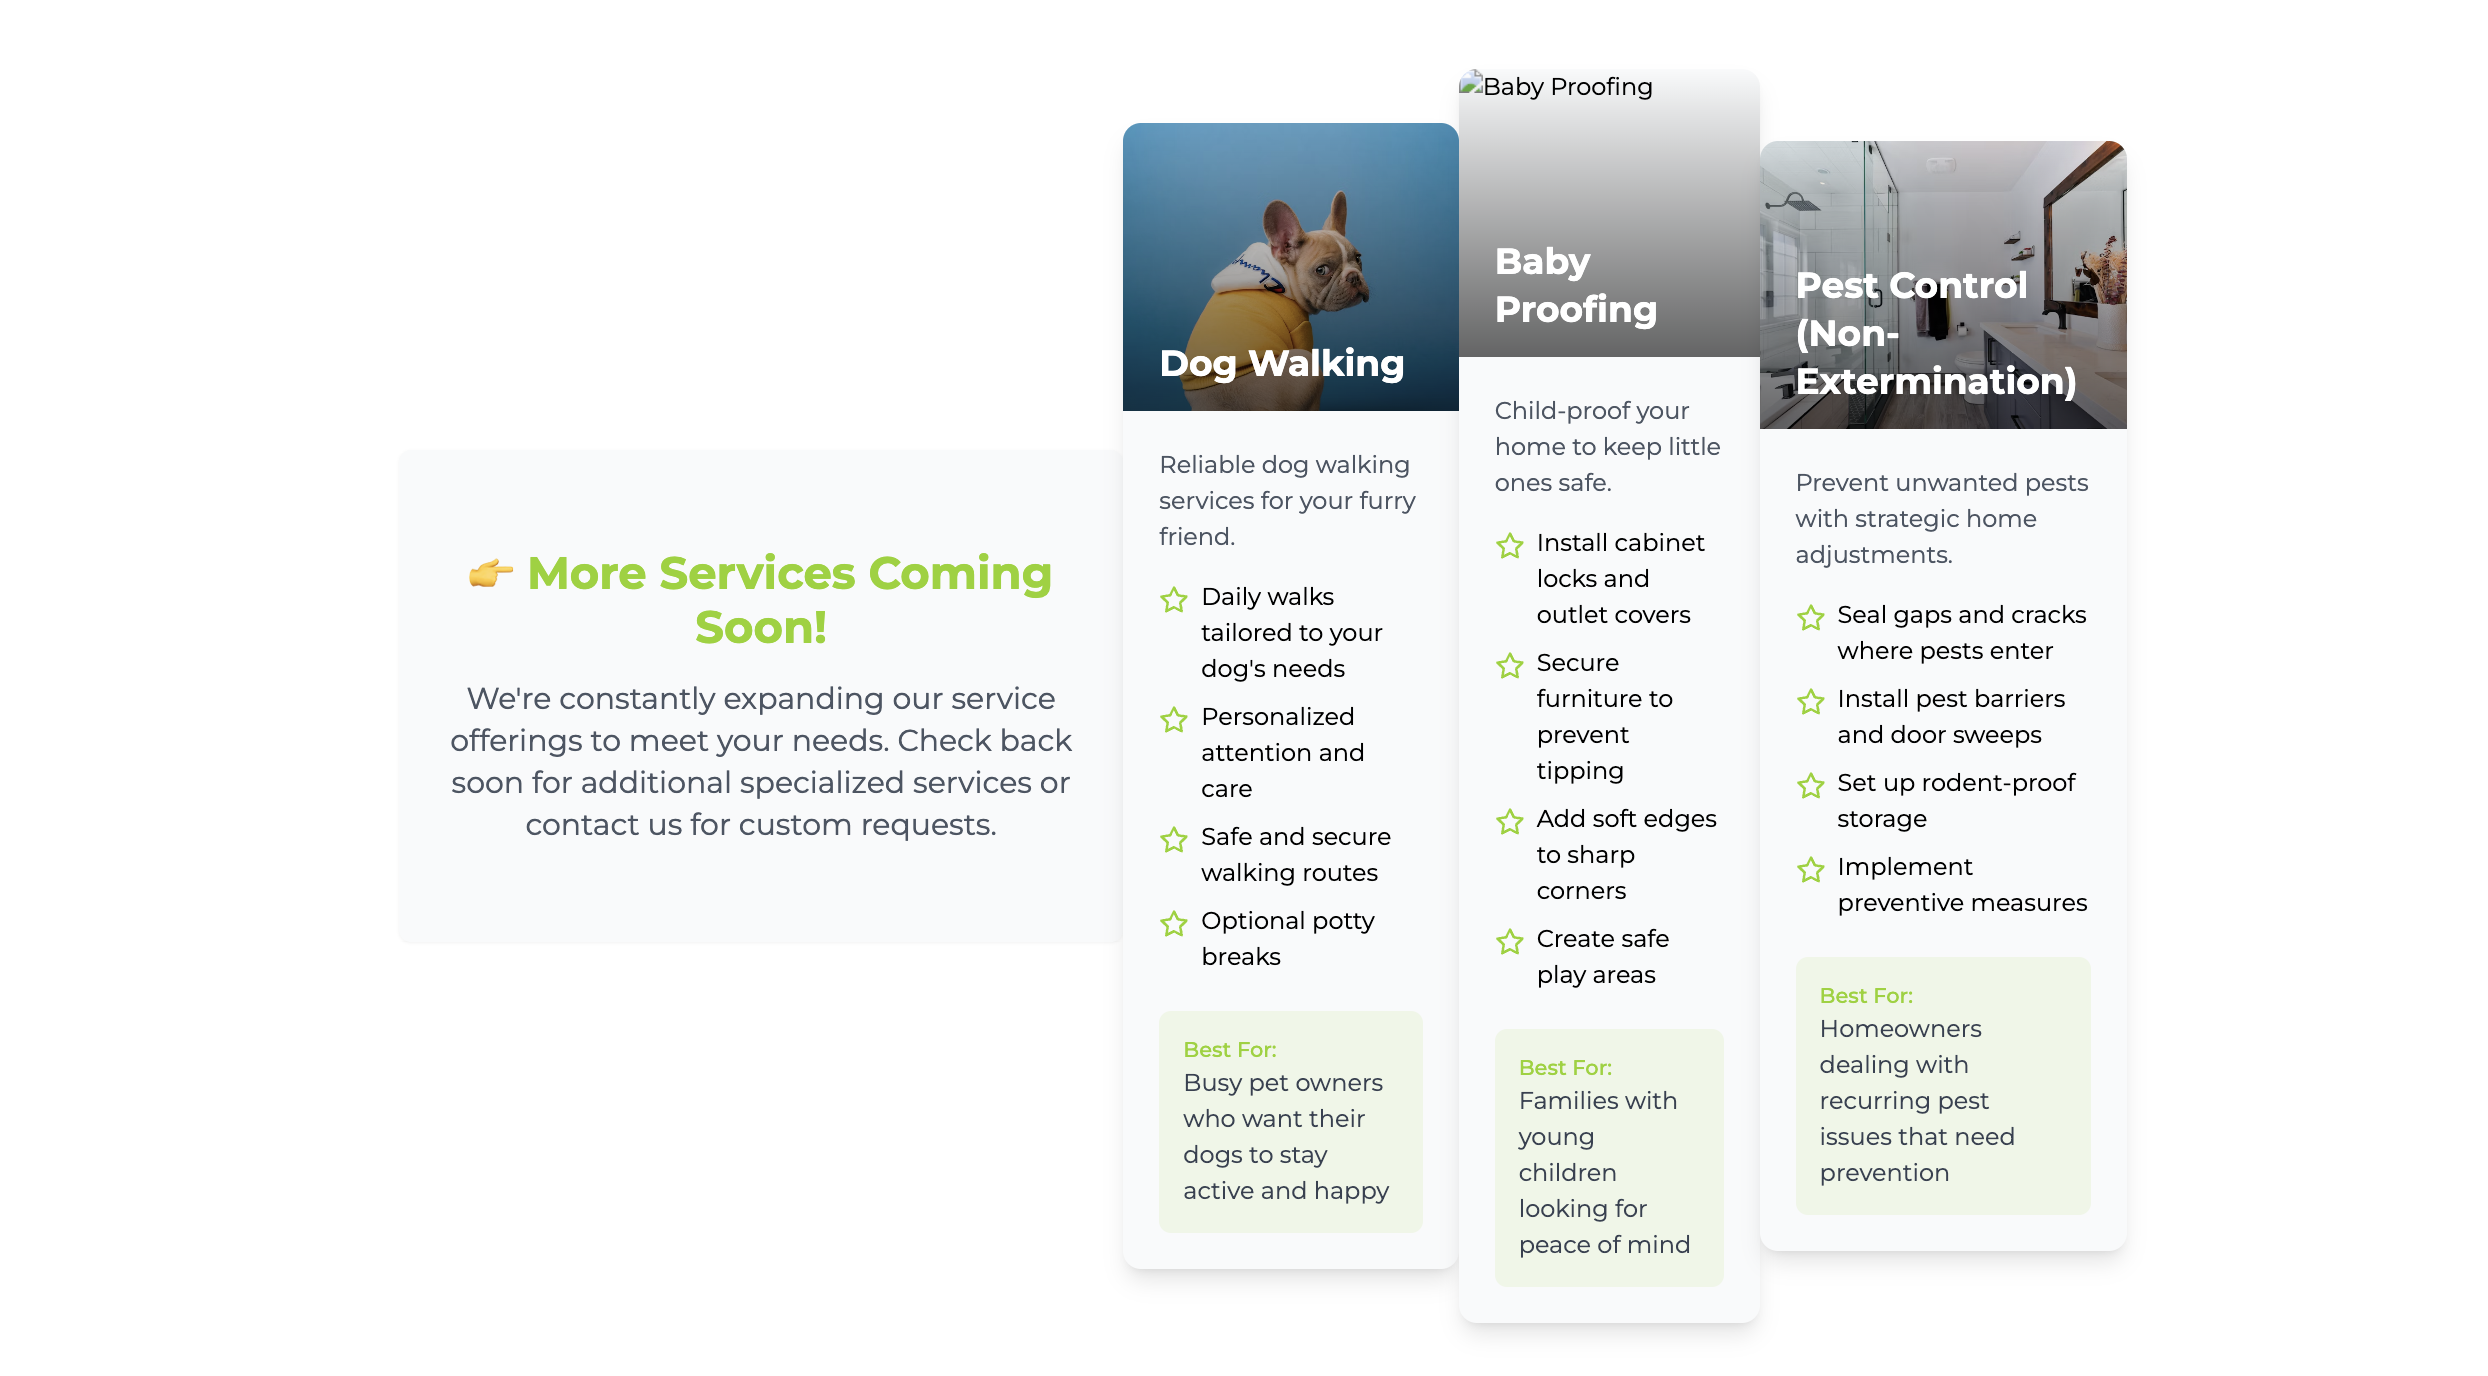 👉 More Services Coming
Soon!
We're constantly expanding our service
offerings to meet your needs. Check back
soon for additional specialized services or
contact us for custom requests.
Champion
Dog Walking
Reliable dog walking
services for your furry
friend.
Daily walks
tailored to your
dog's needs
Personalized
attention and
care
Safe and secure
walking routes
Optional potty
breaks
Best For:
Busy pet owners
who want their
dogs to stay
active and happy
Baby Proofing
Baby
Proofing
Child-proof your
home to keep little
ones safe.
Install cabinet
locks and
outlet covers
Secure
furniture to
prevent
tipping
Add soft edges
to sharp
corners
Create safe
play areas
Best For:
Families with
young
children
looking for
peace of mind
Pest Control
(Non-
Extermination)
Prevent unwanted pests
with strategic home
adjustments.
Seal gaps and cracks
where pests enter
Install pest barriers
and door sweeps
Set up rodent-proof
storage
Implement
preventive measures
Best For:
Homeowners
dealing with
recurring pest
issues that need
prevention